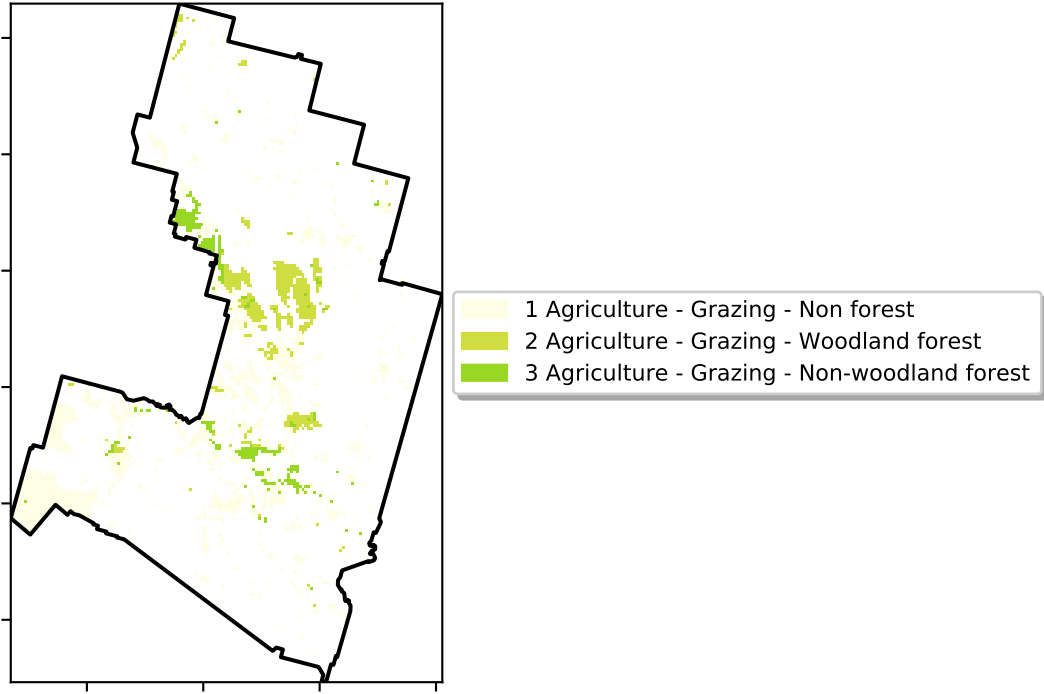 1 Agriculture - Grazing - Non forest
2 Agriculture - Grazing - Woodland forest
3 Agriculture - Grazing - Non-woodland forest